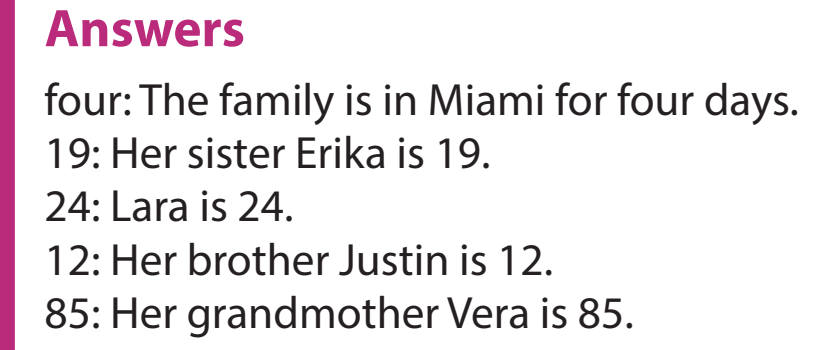 Answers
four: The family is in Miami for four days.
19: Her sister Erika is 19.
24: Lara is 24.
12: Her brother Justin is 12.
85: Her grandmother Vera is 85.